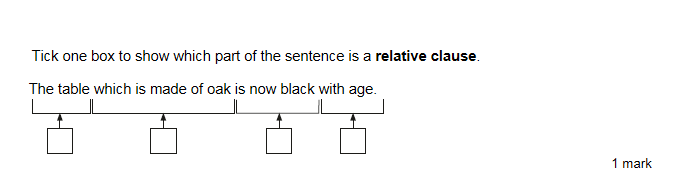 Tick one box to show which part of the sentence is a relative clause.
The table which is made of oak is now black with age.
1 mark